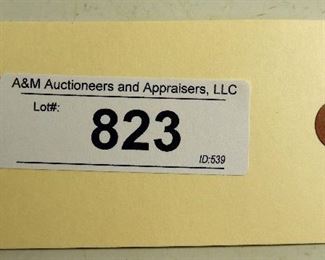 A&M Auctioneers and Appraisers, LLC
Lot#:
823
ID:539